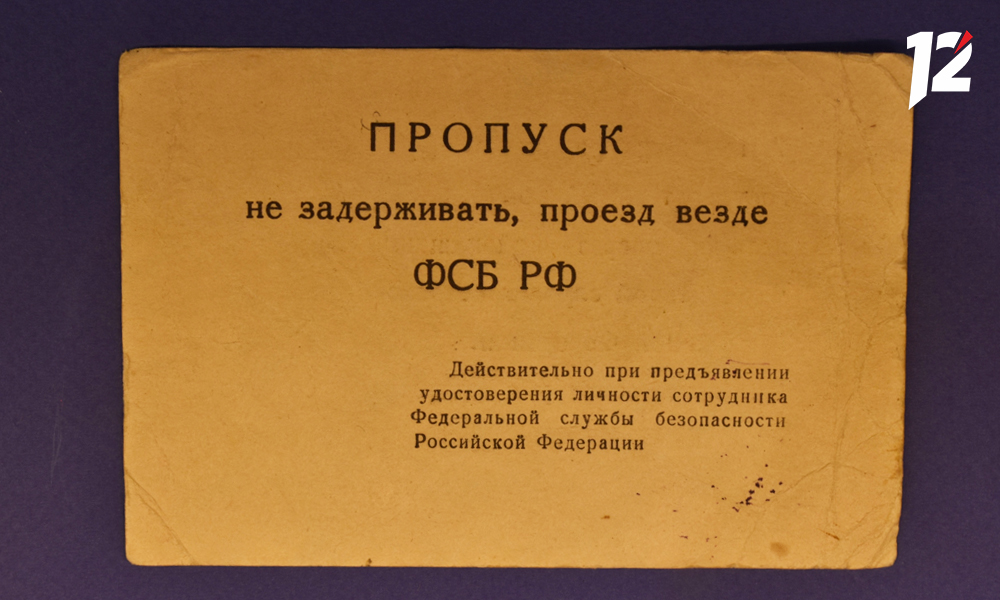 12
ПРОПУСК
не задерживать, проезд везде
ФСБ РФ
Действительно при предъявлении
удостоверения личности сотрудника
Федеральной службы безопасности
Российской Федерации